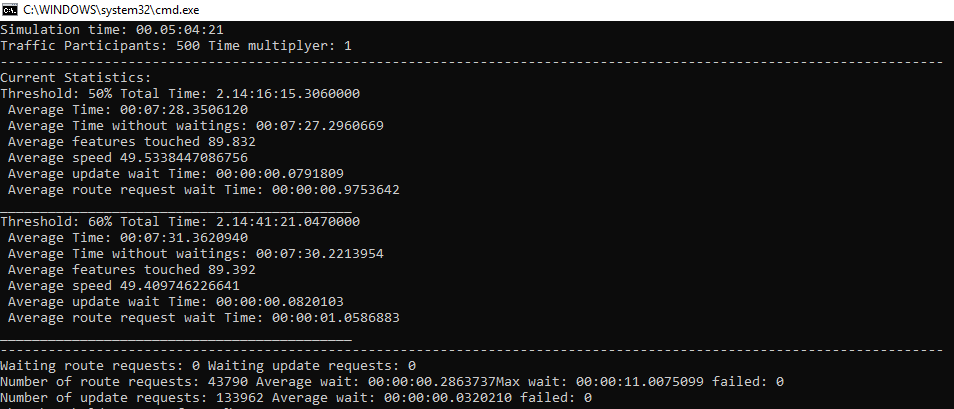 C:\WINDOWS\system32\cmd.exe
Simulation time: 00.05:04:21
Traffic Participants: 500 Time multiplyer: 1
Current Statistics:
Threshold: 50% Total Time: 2.14:16:15.3060000
Average Time: 00:07:28.3506120
Average Time without waitings: 00:07:27.2960669
Average features touched 89.832
Average speed 49.5338447086756
Average update wait Time: 00:00:00.0791809
Average route request wait Time: 00:00:00.9753642
Threshold: 60% Total Time: 2.14:41:21.0470000
Average Time: 00:07:31.3620940
Average Time without waitings: 00:07:30.2213954
Average features touched 89.392
Average speed 49.409746226641
Average update wait Time: 00:00:00.0820103
Average route request wait Time: 00:00:01.0586883
Waiting route requests: 0 Waiting update requests: 0
Number of route requests: 43790 Average wait: 00:00:00.2863737Max wait: 00:00:11.0075099 failed: 0
Number of update requests: 133962 Average wait: 00:00:00.0320210 failed: 0